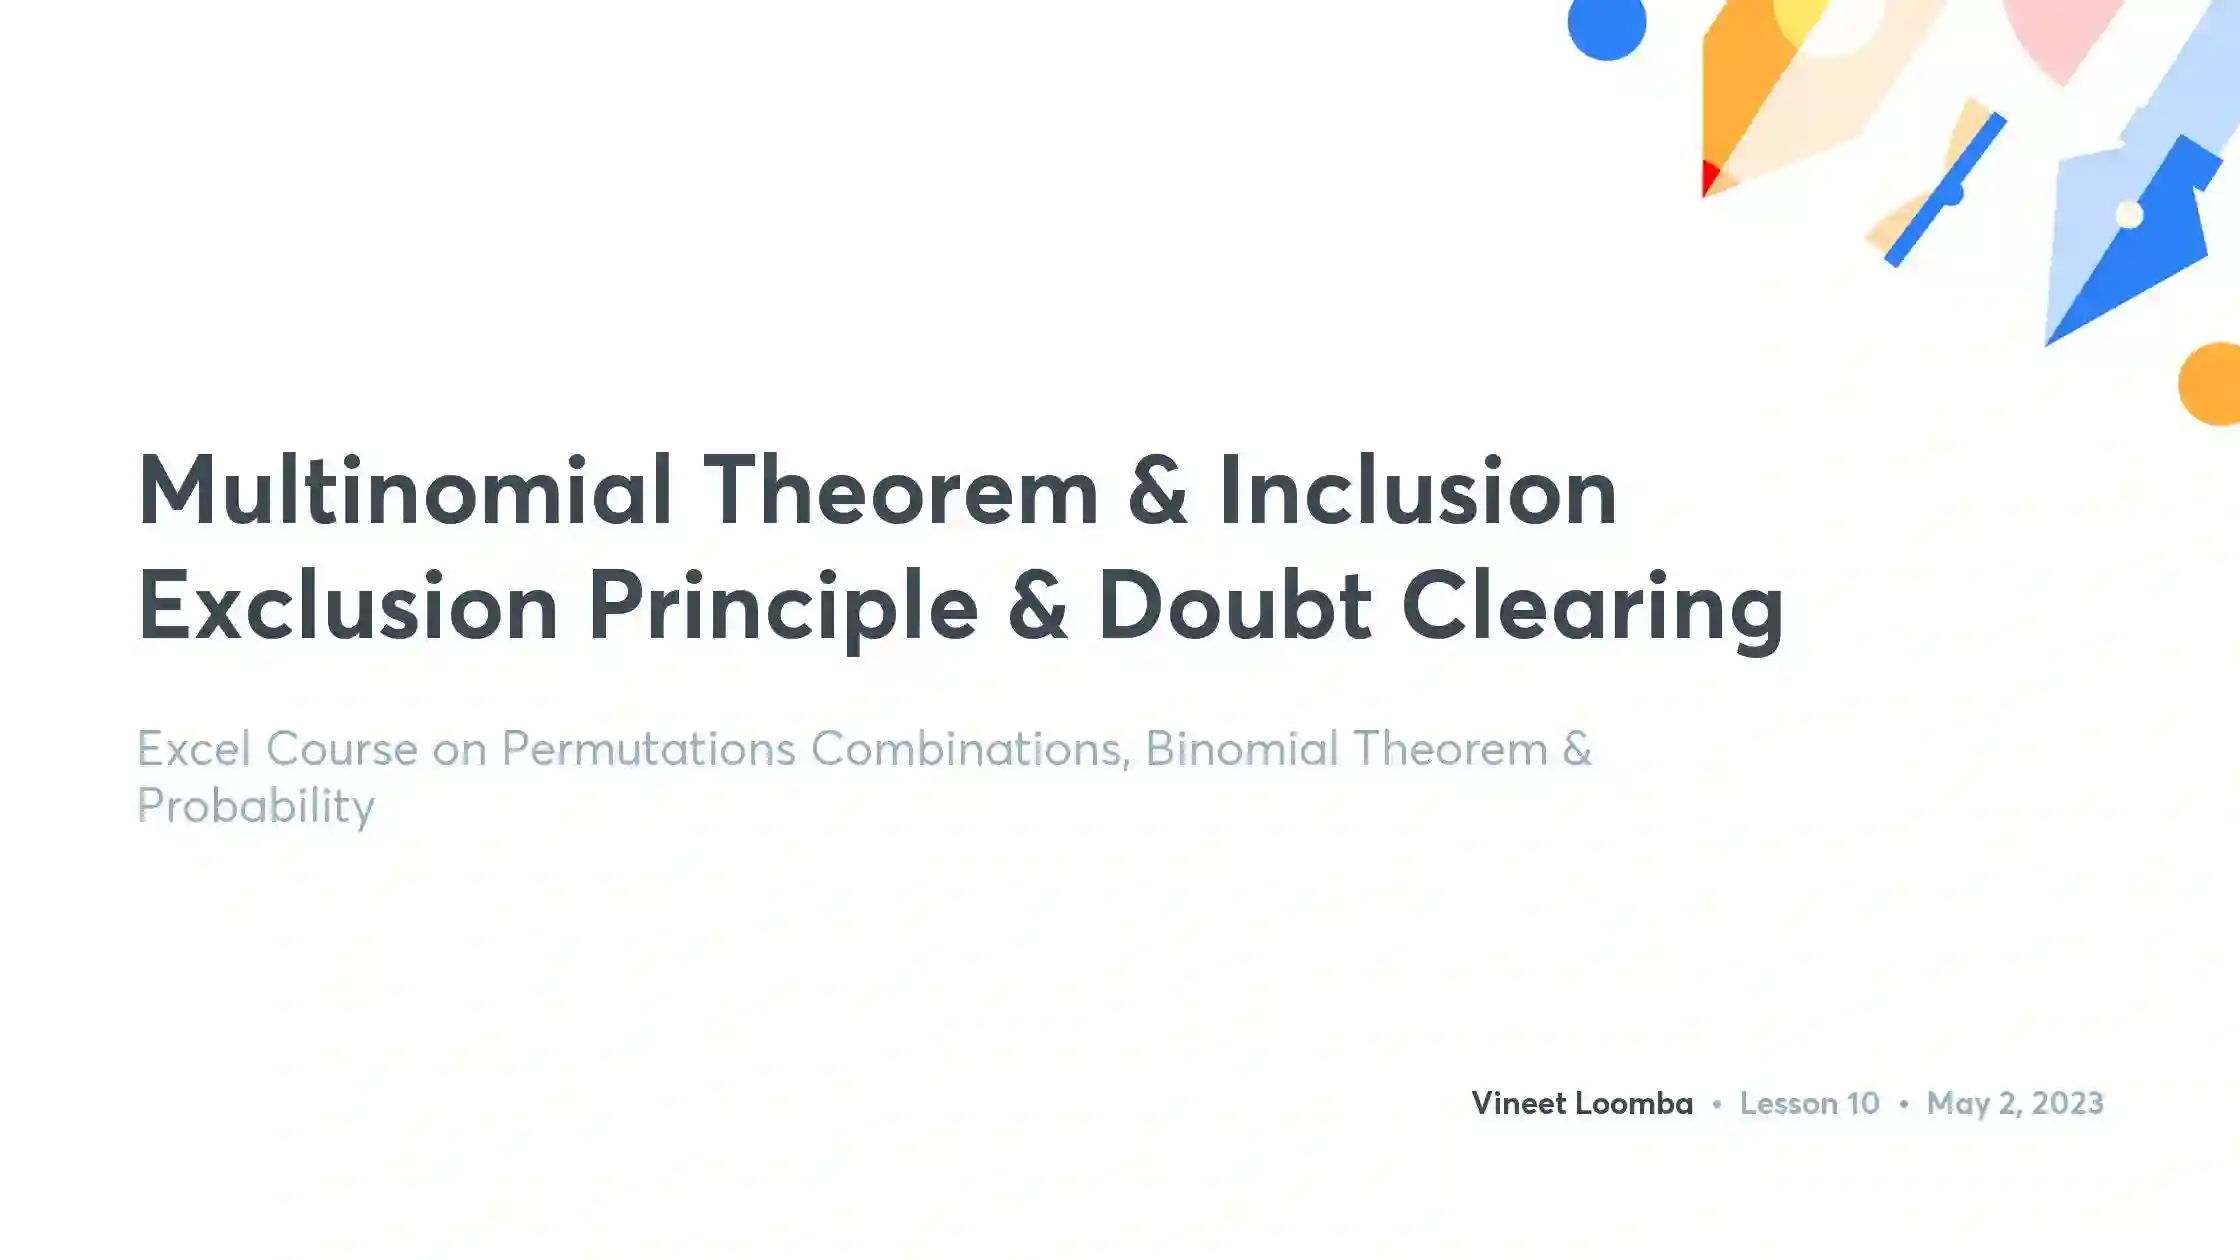 Multinomial Theorem & Inclusion
Exclusion Principle & Doubt Clearing
Excel Course on Permutations Combinations, Binomial Theorem &
Probability
Vineet Loomba • Lesson 10 • May 2, 2023